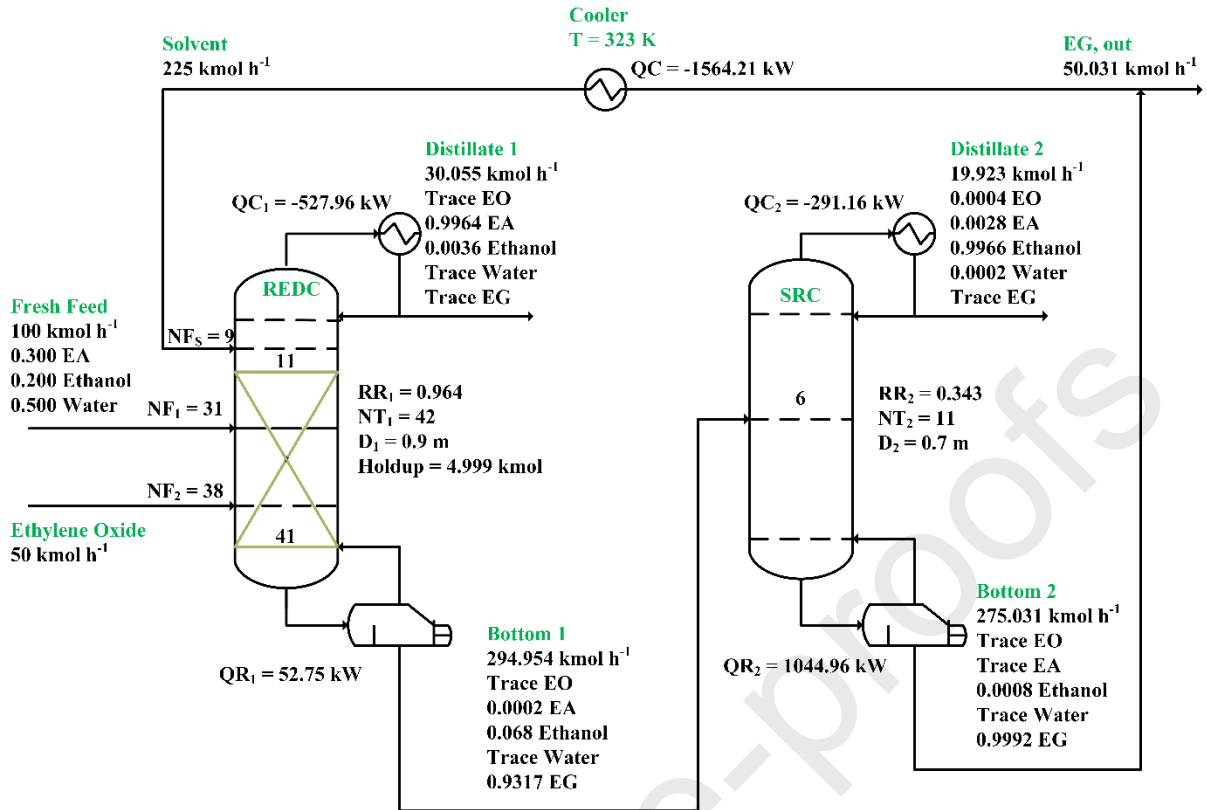 Cooler
T = 323 K
Solvent
225 kmol h-1
QC = -1564.21 kW
EG, out
50.031 kmol h-1
Distillate 1
30.055 kmol h-1
Trace EO
0.9964 EA
0.0036 Ethanol
Trace Water
Trace EG
QC1 = -527.96 kW
Distillate 2
19.923 kmol h-1
0.0004 EO
0.0028 EA
0.9966 Ethanol
0.0002 Water
Trace EG
QC2 = -291.16 kW
REDC
SRC
Fresh Feed
100 kmol h-1
0.300 EA
0.200 Ethanol
0.500 Water
NFS = 9
11
NF1 = 31
RR1 = 0.964
NT1 = 42
D1 = 0.9 m
Holdup = 4.999 kmol
6
RR2 = 0.343
NT2 = 11
D2 = 0.7 m
NF2 = 38
Ethylene Oxide
50 kmol h-1
41
QR1 = 52.75 kW
Bottom 1
294.954 kmol h-1
Trace EO
0.0002 EA
0.068 Ethanol
Trace Water
0.9317 EG
QR2 = 1044.96 kW
Bottom 2
275.031 kmol h-1
Trace EO
Trace EA
0.0008 Ethanol
Trace Water
0.9992 EG
e-proofs